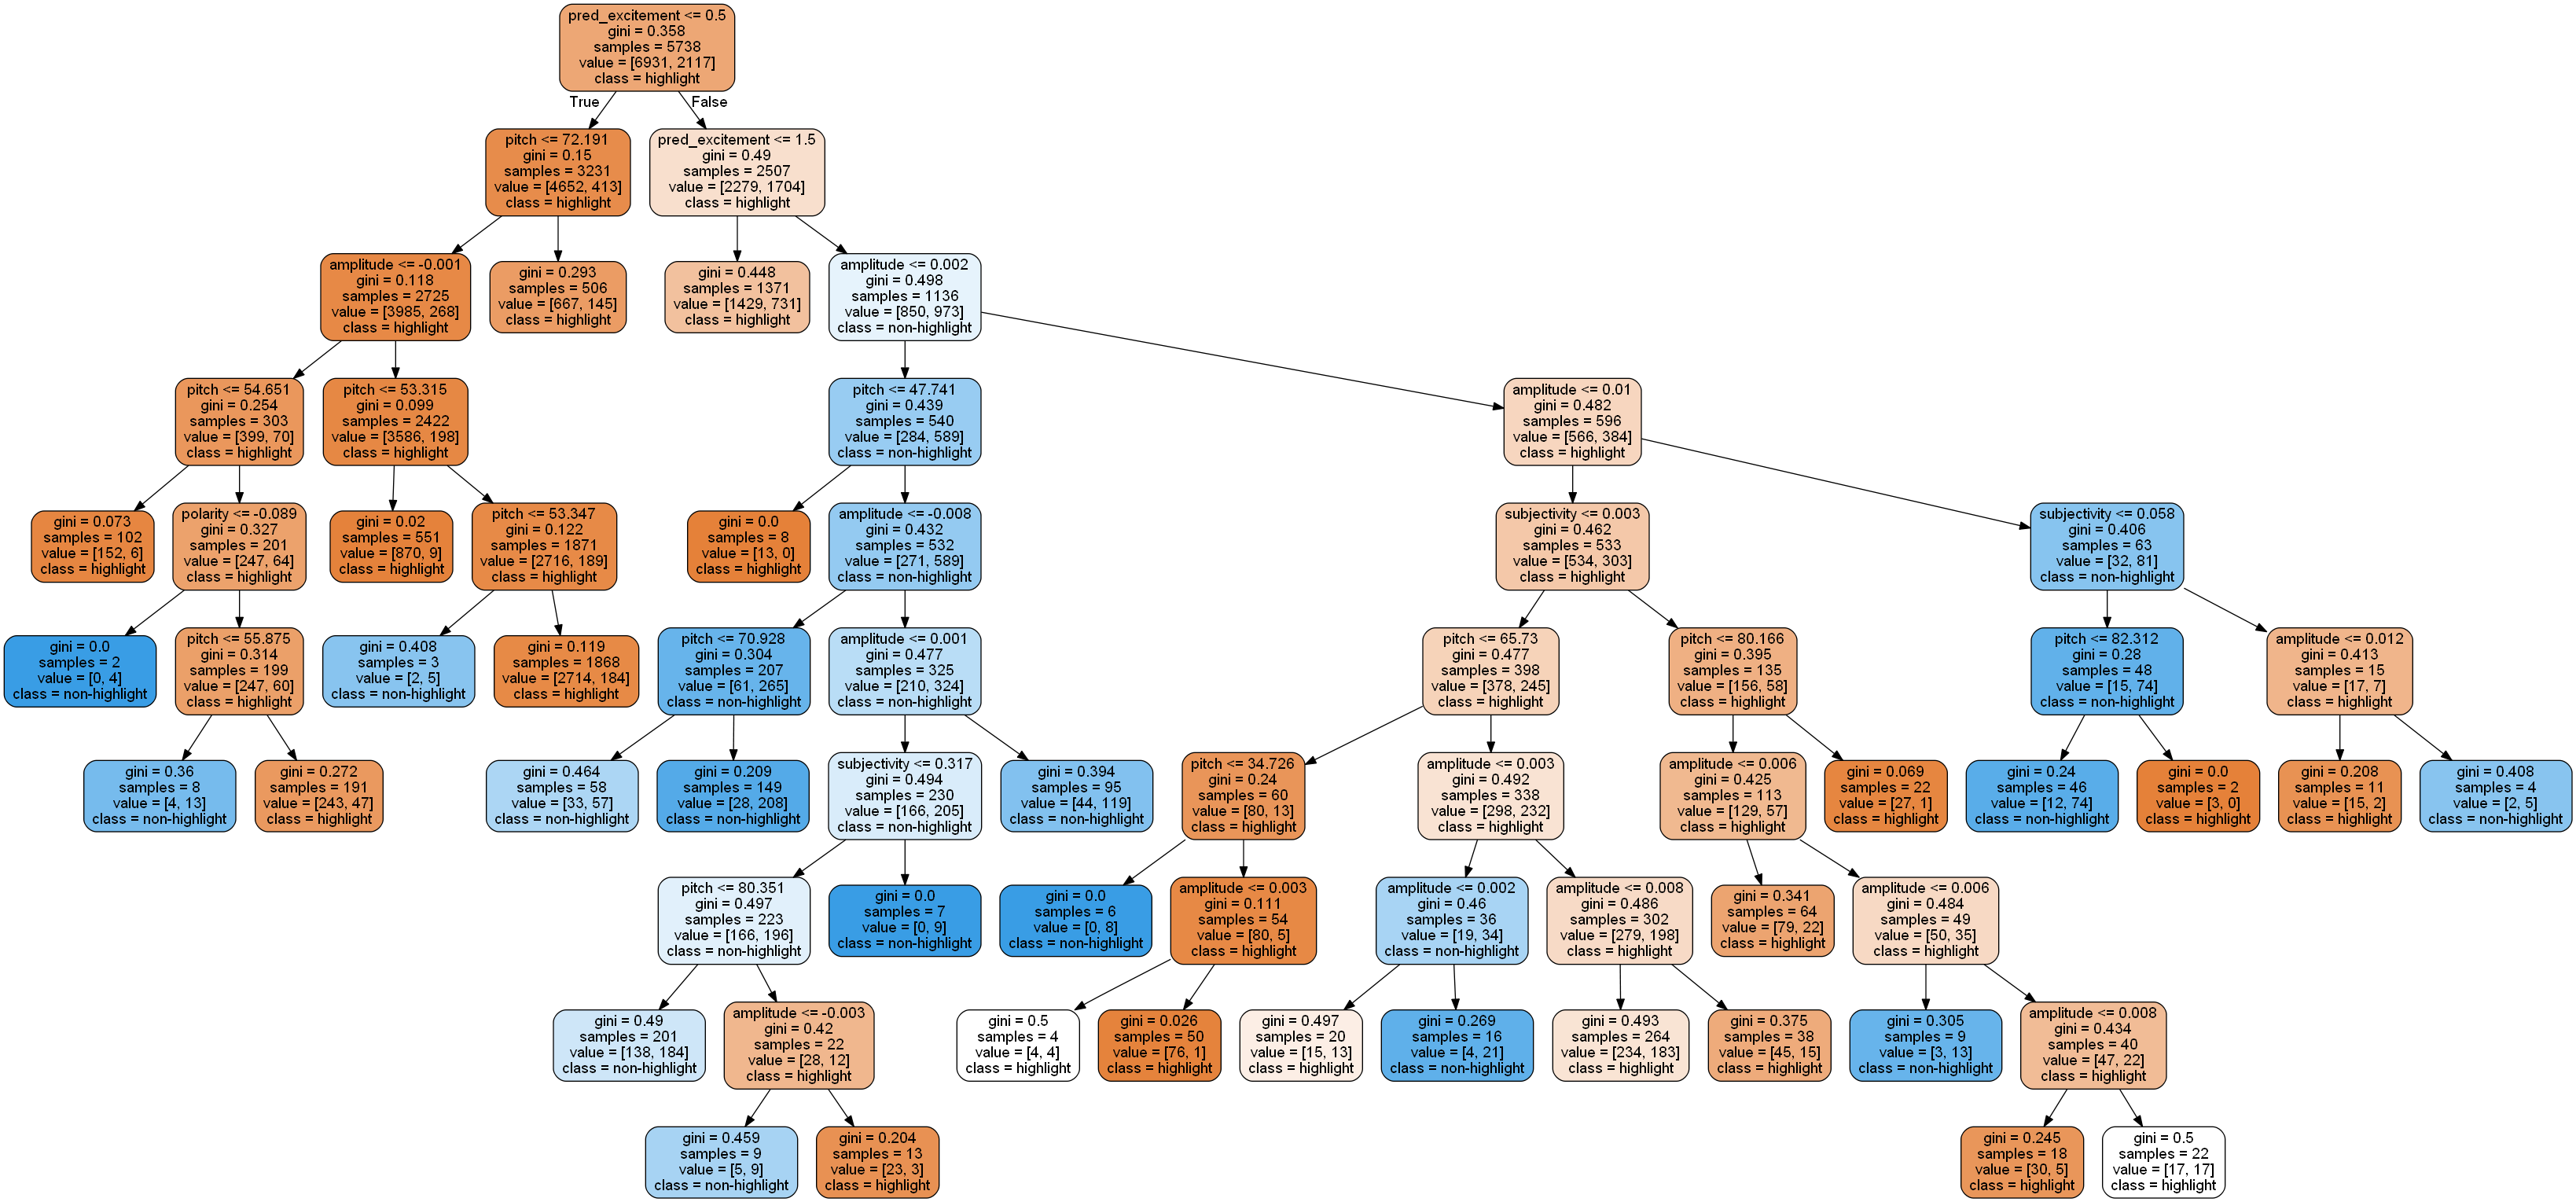 pred_excitement <= 0.5
gini = 0.358
samples = 5738
value = [6931, 2117]
class = highlight
True
False
pitch <= 72.191
gini = 0.15
samples = 3231
value = [4652, 413]
class = highlight
pred_excitement <= 1.5
gini = 0.49
samples = 2507
value = [2279, 1704]
class = highlight
amplitude <= -0.001
gini = 0.118
samples = 2725
value = [3985, 268]
class = highlight
gini = 0.293
samples = 506
value = [667, 145]
class = highlight
gini = 0.448
samples = 1371
value = [1429, 731]
class = highlight
amplitude <= 0.002
gini = 0.498
samples = 1136
value = [850, 973]
class = non-highlight
pitch <= 54.651
gini = 0.254
samples = 303
value = [399, 70]
class = highlight
pitch <= 53.315
gini = 0.099
samples = 2422
value = [3586, 198]
class = highlight
pitch <= 47.741
gini = 0.439
samples = 540
value = [284, 589]
class = non-highlight
amplitude <= 0.01
gini = 0.482
samples = 596
value = [566, 384]
class = highlight
gini = 0.073
samples = 102
value = [152, 6]
class = highlight
polarity <= -0.089
gini = 0.327
samples = 201
value = [247, 64]
class = highlight
gini = 0.02
samples = 551
value = [870, 9]
class = highlight
pitch <= 53.347
gini = 0.122
samples = 1871
value = [2716, 189]
class = highlight
gini = 0.0
samples = 8
value = [13, 0]
class = highlight
amplitude <= -0.008
gini = 0.432
samples = 532
value = [271, 589]
class = non-highlight
subjectivity <= 0.003
gini = 0.462
samples = 533
value = [534, 303]
class = highlight
subjectivity <= 0.058
gini = 0.406
samples = 63
value = [32, 81]
class = non-highlight
gini = 0.0
samples = 2
value = [0, 4]
class = non-highlight
pitch <= 55.875
gini = 0.314
samples = 199
value = [247, 60]
class = highlight
gini = 0.408
samples = 3
value = [2, 5]
class = non-highlight
gini = 0.119
samples = 1868
value = [2714, 184]
class = highlight
pitch <= 70.928
gini = 0.304
samples = 207
value = [61, 265]
class = non-highlight
amplitude <= 0.001
gini = 0.477
samples = 325
value = [210, 324]
class = non-highlight
pitch <= 65.73
gini = 0.477
samples = 398
value = [378, 245]
class = highlight
pitch <= 80.166
gini = 0.395
samples = 135
value = [156, 58]
class = highlight
pitch <= 82.312
gini = 0.28
samples = 48
value = [15, 74]
class = non-highlight
amplitude <= 0.012
gini = 0.413
samples = 15
value = [17, 7]
class = highlight
gini = 0.36
samples = 8
value = [4, 13]
class = non-highlight
gini = 0.272
samples = 191
value = [243, 47]
class = highlight
gini = 0.464
samples = 58
value = [33, 57]
class = non-highlight
gini = 0.209
samples = 149
value = [28, 208]
class = non-highlight
subjectivity <= 0.317
gini = 0.494
samples = 230
value = [166, 205]
class = non-highlight
gini = 0.394
samples = 95
value = [44, 119]
class = non-highlight
pitch <= 34.726
gini = 0.24
samples = 60
value = [80, 13]
class = highlight
amplitude <= 0.003
gini = 0.492
samples = 338
value = [298, 232]
class = highlight
amplitude <= 0.006
gini = 0.425
samples = 113
value = [129, 57]
class = highlight
gini = 0.069
samples = 22
value = [27, 1]
class = highlight
gini = 0.24
samples = 46
value = [12, 74]
class = non-highlight
gini = 0.0
samples = 2
value = [3, 0]
class = highlight
gini = 0.208
samples = 11
value = [15, 2]
class = highlight
gini = 0.408
samples = 4
value = [2, 5]
class = non-highlight
pitch <= 80.351
gini = 0.497
samples = 223
value = [166, 196]
class = non-highlight
gini = 0.0
samples = 7
value = [0, 9]
class = non-highlight
gini = 0.0
samples = 6
value = [0, 8]
class = non-highlight
amplitude <= 0.003
gini = 0.111
samples = 54
value = [80, 5]
class = highlight
amplitude <= 0.002
gini = 0.46
samples = 36
value = [19, 34]
class = non-highlight
amplitude <= 0.008
gini = 0.486
samples = 302
value = [279, 198]
class = highlight
gini = 0.341
samples = 64
value = [79, 22]
class = highlight
amplitude <= 0.006
gini = 0.484
samples = 49
value = [50, 35]
class = highlight
gini = 0.49
samples = 201
value = [138, 184]
class = non-highlight
amplitude <= -0.003
gini = 0.42
samples = 22
value = [28, 12]
class = highlight
gini = 0.5
samples = 4
value = [4, 4]
class = highlight
gini = 0.026
samples = 50
value = [76, 1]
class = highlight
gini = 0.497
samples = 20
value = [15, 13]
class = highlight
gini = 0.269
samples = 16
value = [4, 21]
class = non-highlight
gini = 0.493
samples = 264
value = [234, 183]
class = highlight
gini = 0.375
samples = 38
value = [45, 15]
class = highlight
gini = 0.305
samples = 9
value = [3, 13]
class = non-highlight
amplitude <= 0.008
gini = 0.434
samples = 40
value = [47, 22]
class = highlight
gini = 0.459
samples = 9
value = [5, 9]
class = non-highlight
gini = 0.204
samples = 13
value = [23, 3]
class = highlight
gini = 0.245
samples = 18
value = [30, 5]
class = highlight
gini = 0.5
samples = 22
value = [17, 17]
class = highlight